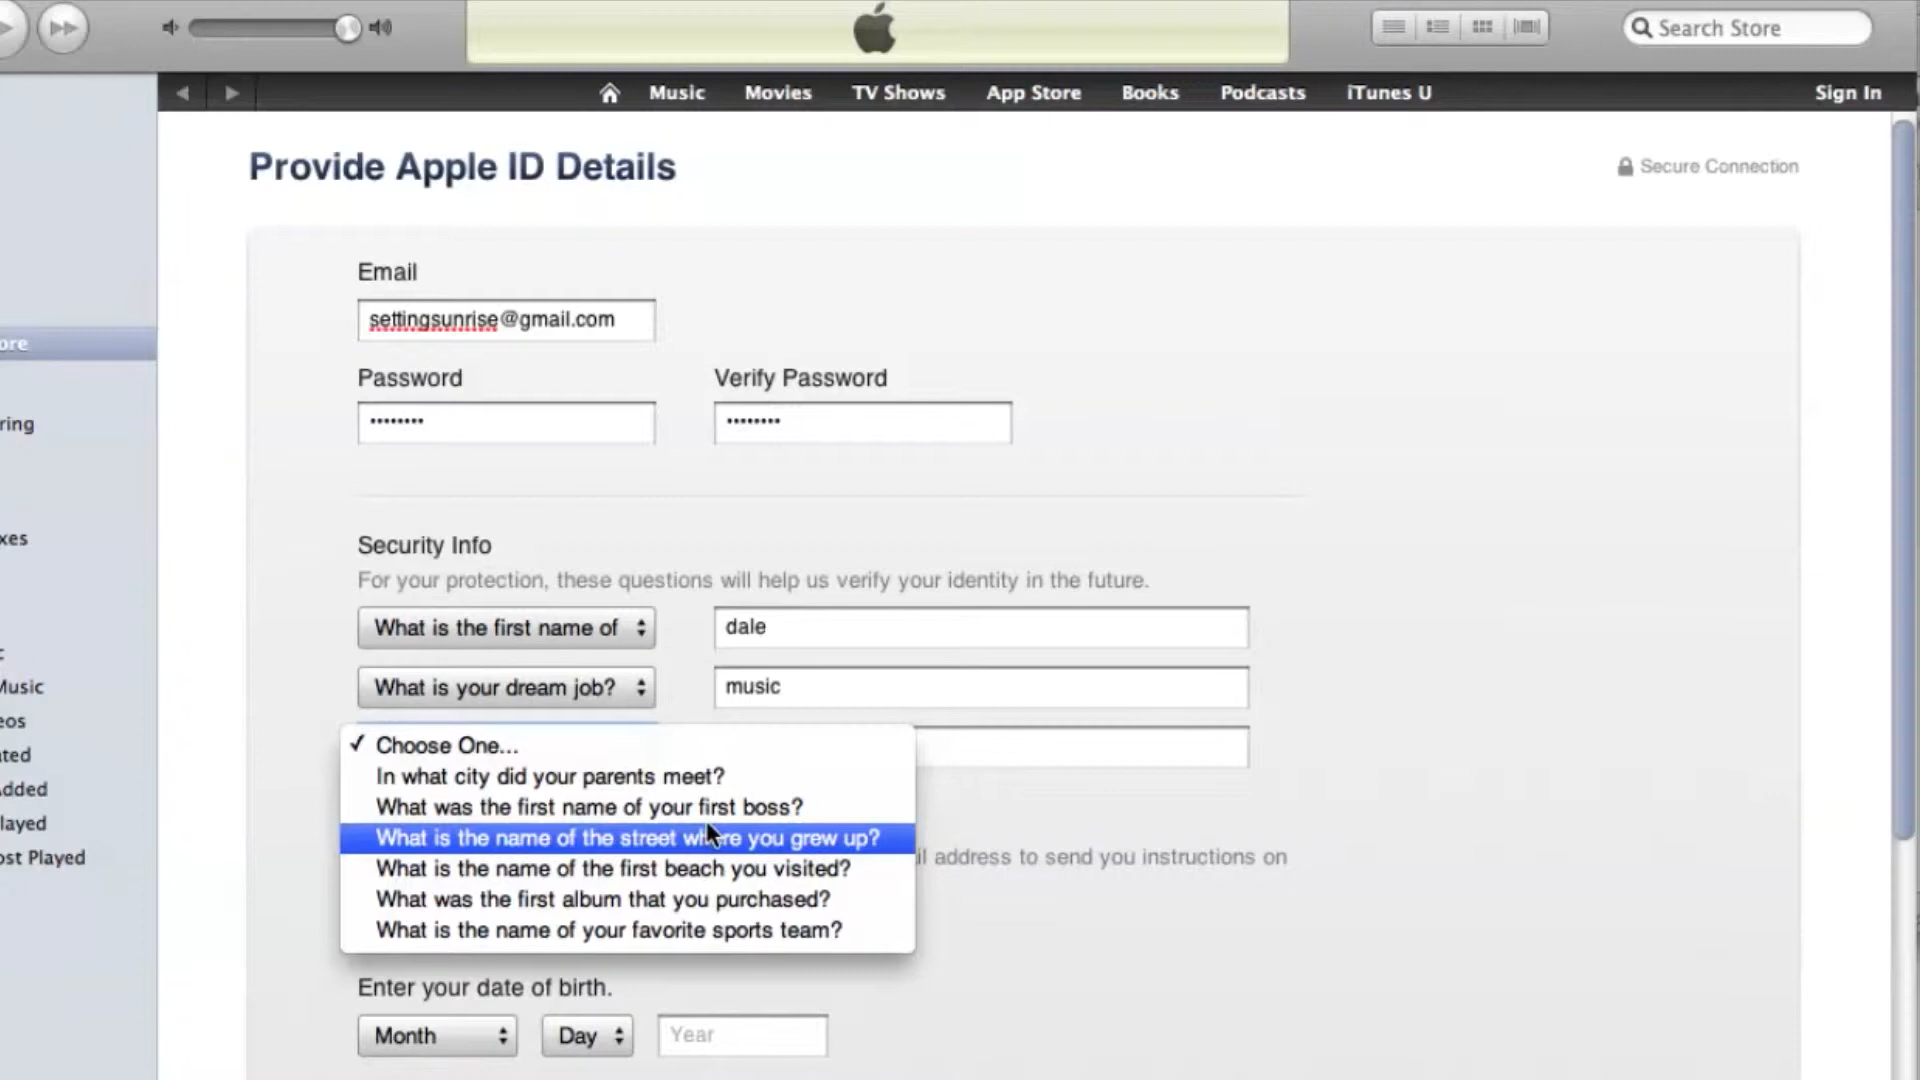 Search Store
Music Movies TV Shows App Store Books Podcasts iTunes U Sign In
Provide Apple ID Details
Secure Connection
Email
settingsunrise@gmail.com
ore
Password Verify Password
•••••••• ••••••••
ring
xes
Security Info
For your protection, these questions will help us verify your identity in the future.
What is the first name of dale
What is your dream job? music
Music
eos
ated
Added
layed
ost Played
✓ Choose One...
In what city did your parents meet?
What was the first name of your first boss?
What is the name of the street where you grew up?
What is the name of the first beach you visited?
What was the first album that you purchased?
What is the name of your favorite sports team?
il address to send you instructions on
Enter your date of birth.
Month Day Year